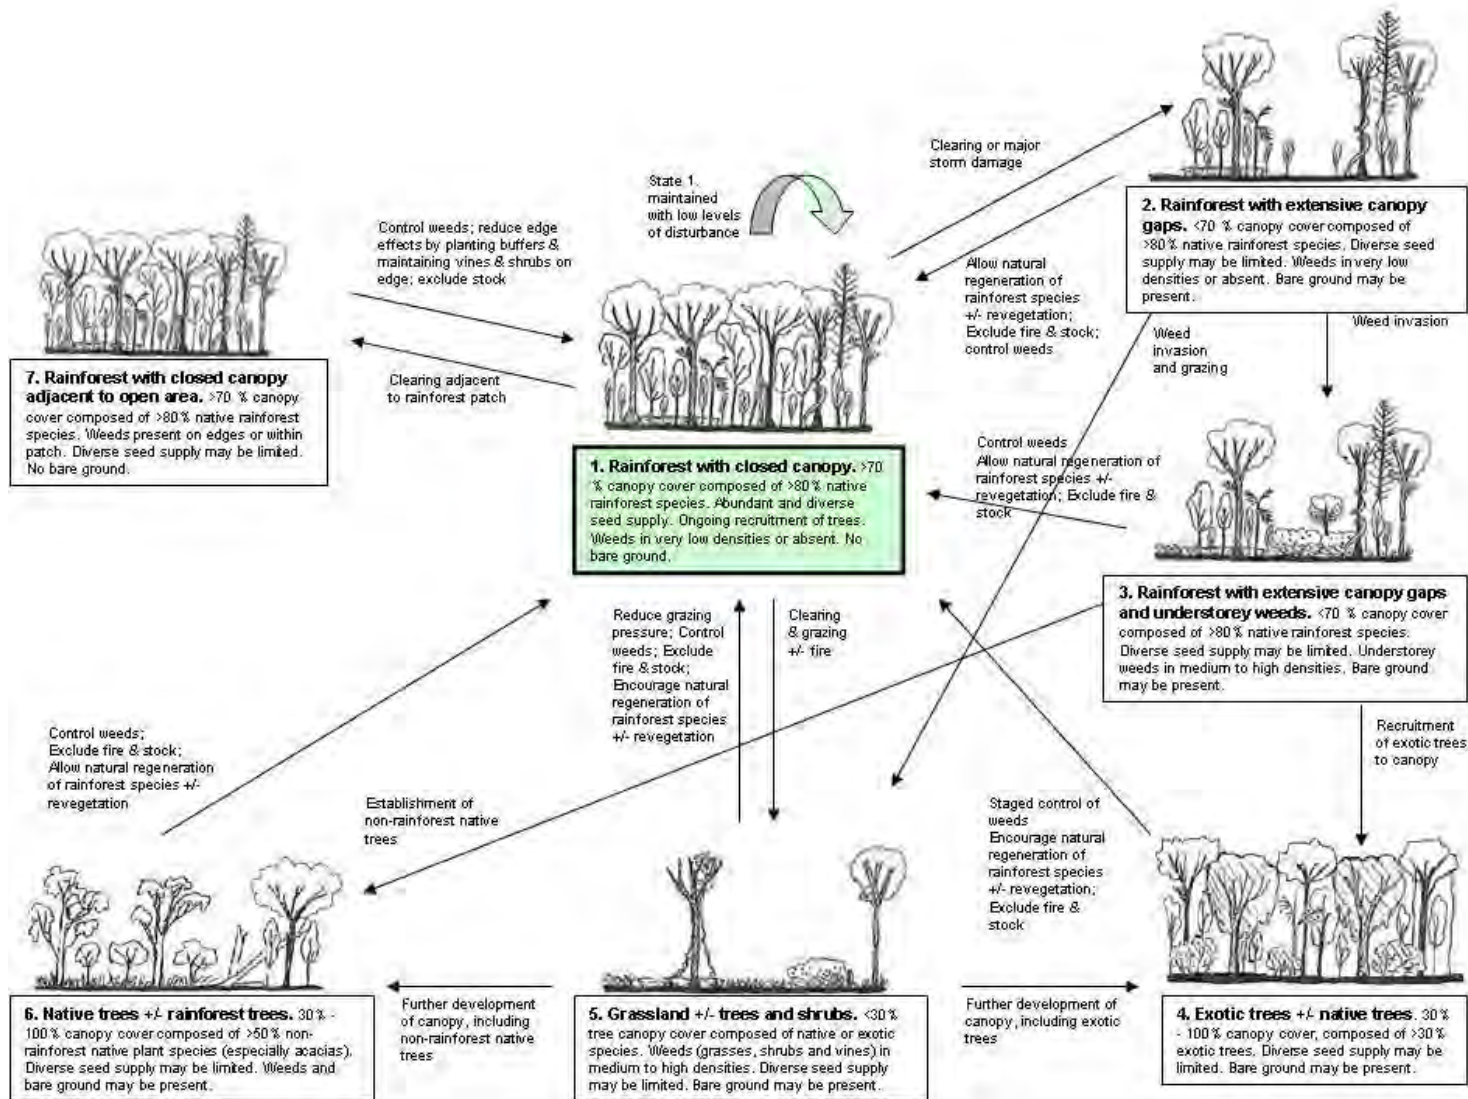 Clearing or major
storm damage
State 1.
maintained
with low levels
of disturbance
2. Rainforest with extensive canopy
gaps. <70 % canopy cover composed of
>80% native rainforest species. Diverse seed
supply may be limited. Weeds in very low
densities or absent. Bare ground may be
present.
Control weeds; reduce edge
effects by planting buffers &
maintaining vines & shrubs on
edge; exclude stock
Allow natural
regeneration of
rainforest species
+/- revegetation;
Exclude fire & stock;
control weeds
Weed
invasion
and grazing
Weed invasion
7. Rainforest with closed canopy
adjacent to open area. >70 % canopy
cover composed of >80% native rainforest
species. Weeds present on edges or within
patch. Diverse seed supply may be limited.
No bare ground.
Clearing adjacent
to rainforest patch
1. Rainforest with closed canopy. >70
% canopy cover composed of >80% native
rainforest species. Abundant and diverse
seed supply. Ongoing recruitment of trees.
Weeds in very low densities or absent. No
bare ground.
Control weeds
Allow natural regeneration of
rainforest species +/-
revegetation; Exclude fire &
stock
3. Rainforest with extensive canopy gaps
and understorey weeds. <70 % canopy cover
composed of >80% native rainforest species.
Diverse seed supply may be limited. Understorey
weeds in medium to high densities. Bare ground
may be present.
Reduce grazing
pressure; Control
weeds; Exclude
fire & stock;
Encourage natural
regeneration of
rainforest species
+/- revegetation
Clearing
& grazing
+/- fire
Control weeds;
Exclude fire & stock;
Allow natural regeneration
of rainforest species +/-
revegetation
Establishment of
non-rainforest native
trees
Recruitment
of exotic trees
to canopy
Staged control of
weeds
Encourage natural
regeneration of
rainforest species
+/- revegetation;
Exclude fire &
stock
6. Native trees +/- rainforest trees. 30% -
100% canopy cover composed of >50% non-
rainforest native plant species (especially acacias).
Diverse seed supply may be limited. Weeds and
bare ground may be present.
Further development
of canopy, including
non-rainforest native
trees
5. Grassland +/- trees and shrubs. <30%
tree canopy cover composed of native or exotic
species. Weeds (grasses, shrubs and vines) in
medium to high densities. Diverse seed supply
may be limited. Bare ground may be present.
Further development of
canopy, including exotic
trees
4. Exotic trees +/- native trees. 30%
- 100% canopy cover, composed of >30%
exotic trees. Diverse seed supply may be
limited. Bare ground may be present.